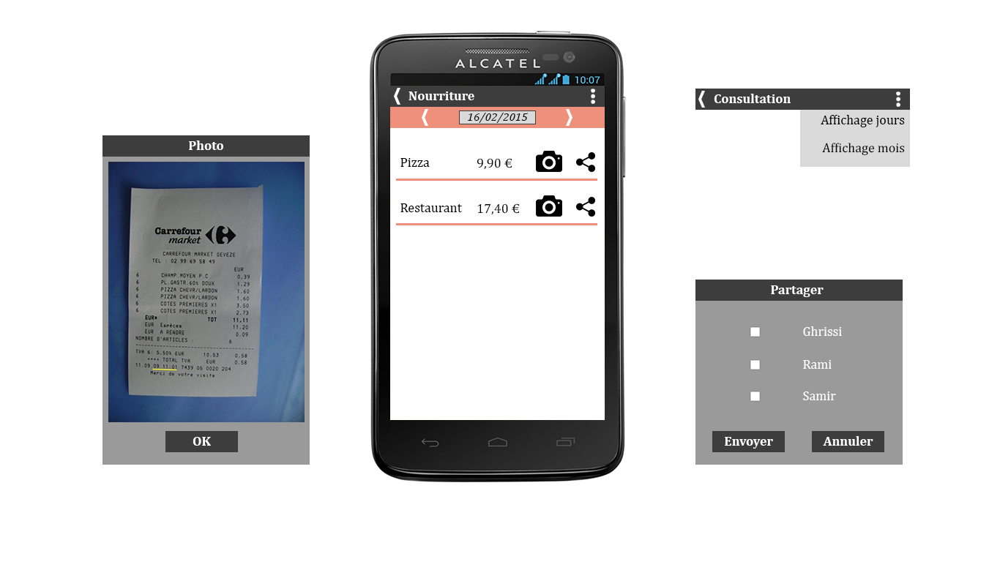 Photo
Carrefour
market
CARREFOUR MARKET GEVEZE
TEL : 02 99 69 58 49
EUR
6 CHAMP.MOYEN P.C 0.39
6 PL.GASTR.60% DOUX 1.29
6 PIZZA CHEVR/LARDON 1.60
6 PIZZA CHEVR/LARDON 1.60
6 COTES PREMIERES X1 3.50
6 COTES PREMIERES X1 2.73
EUR* TOT 11,11
EUR Espèces 11.20
EUR A RENDRE 0.09
NOMBRE D'ARTICLES : 6
TVA 6: 5.50% EUR 10.53 0.58
**** TOTAL TVA EUR 0.58
11.09.09 11:01 7439 05 0020 204
Merci de votre visite
OK
ALCATEL
10:07
Nourriture
16/02/2015
Pizza 9,90 €
Restaurant 17,40 €
Consultation
Affichage jours
Affichage mois
Partager
Ghrissi
Rami
Samir
Envoyer Annuler